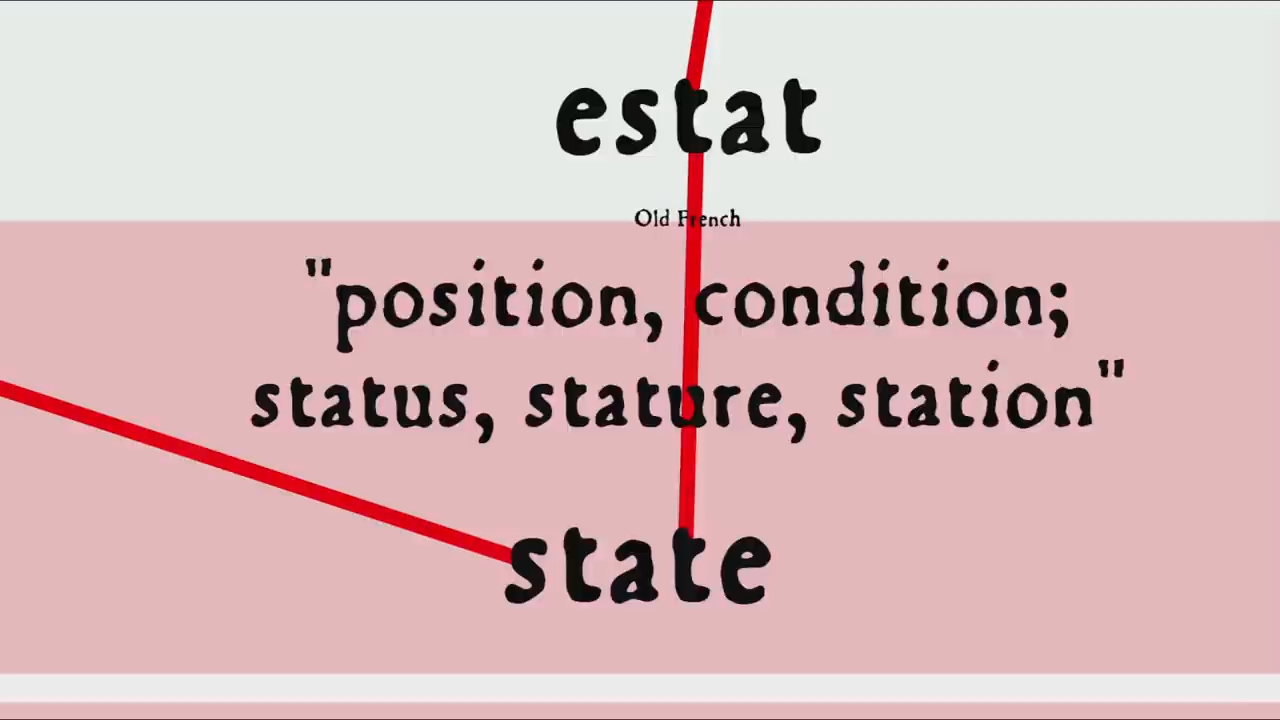 estat
Old French
"position, condition;
status, stature, station"
state